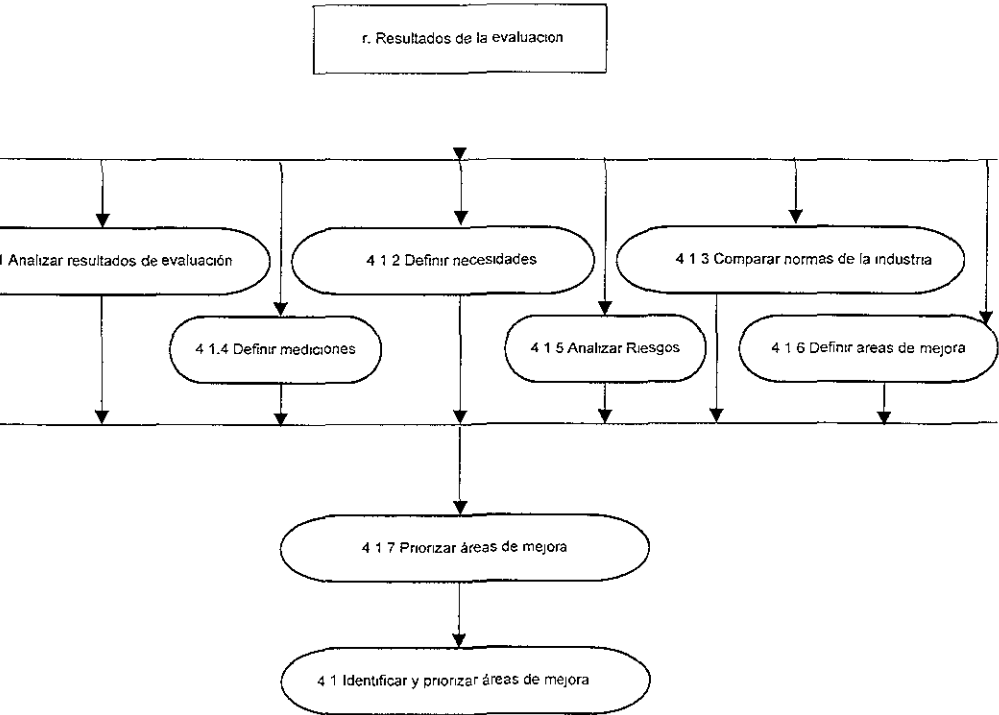 r. Resultados de la evaluacion
1 Analizar resultados de evaluación
4 1 2 Definir necesidades
4 1 3 Comparar normas de la industria
4 1.4 Definir mediciones
4 1 5 Analizar Riesgos
4 1 6 Definir areas de mejora
4 1 7 Priorizar áreas de mejora
4 1 Identificar y priorizar áreas de mejora